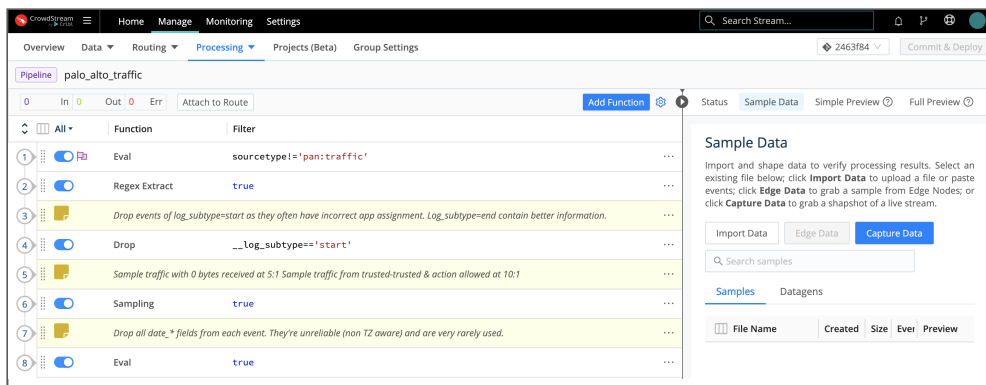 CrowdStream
by Cribl
Home Manage Monitoring Settings
Search Stream...
Overview Data Routing Processing Projects (Beta) Group Settings
2463f84
Commit & Deploy
Pipeline palo_alto_traffic
0 In 0 Out 0 Err Attach to Route
Add Function
Status Sample Data Simple Preview Full Preview
All Function Filter
1 Eval sourcetype!='pan:traffic'
2 Regex Extract true
3 Drop events of log_subtype=start as they often have incorrect app assignment. Log_subtype=end contain better information.
4 Drop __log_subtype=='start'
5 Sample traffic with 0 bytes received at 5:1 Sample traffic from trusted-trusted & action allowed at 10:1
6 Sampling true
7 Drop all date_* fields from each event. They're unreliable (non TZ aware) and are very rarely used.
8 Eval true
Sample Data
Import and shape data to verify processing results. Select an
existing file below; click Import Data to upload a file or paste
events; click Edge Data to grab a sample from Edge Nodes; or
click Capture Data to grab a shapshot of a live stream.
Import Data Edge Data Capture Data
Search samples
Samples Datagens
File Name Created Size Ever Preview